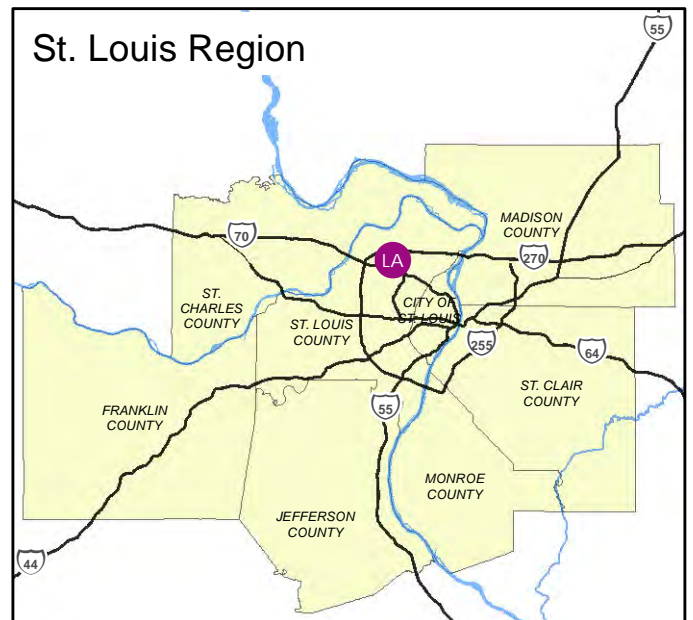 St. Louis Region
55
MADISON
COUNTY
70
270
LA
ST.
CHARLES
COUNTY
CITY OF
ST. LOUIS
ST. LOUIS
COUNTY
255
64
ST. CLAIR
COUNTY
FRANKLIN
COUNTY
55
MONROE
COUNTY
JEFFERSON
COUNTY
44